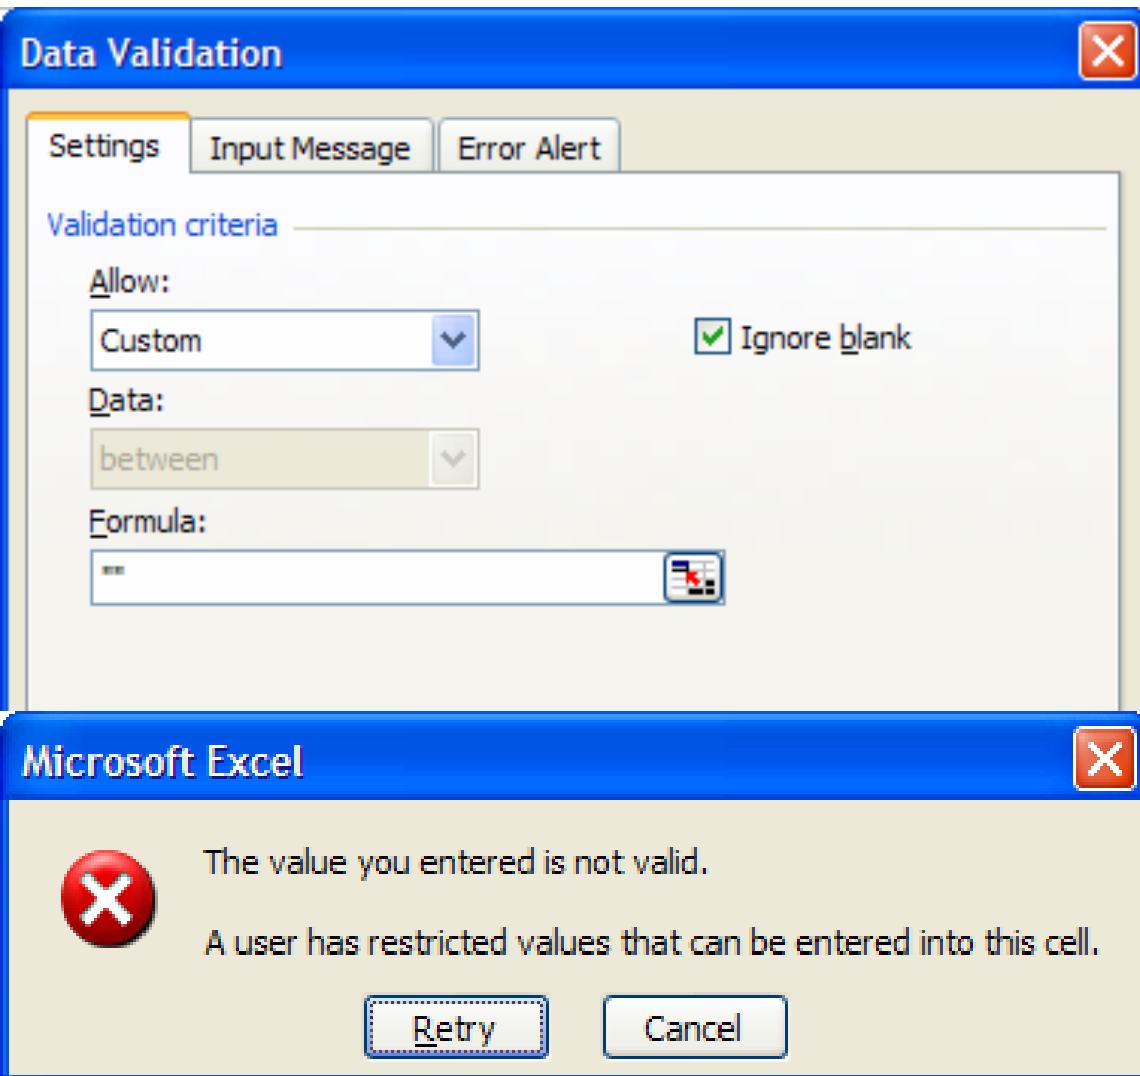 Data Validation
Settings Input Message Error Alert
Validation criteria
Allow:
Custom
Ignore blank
Data:
between
Formula:
""
Microsoft Excel
The value you entered is not valid.
A user has restricted values that can be entered into this cell.
Retry Cancel